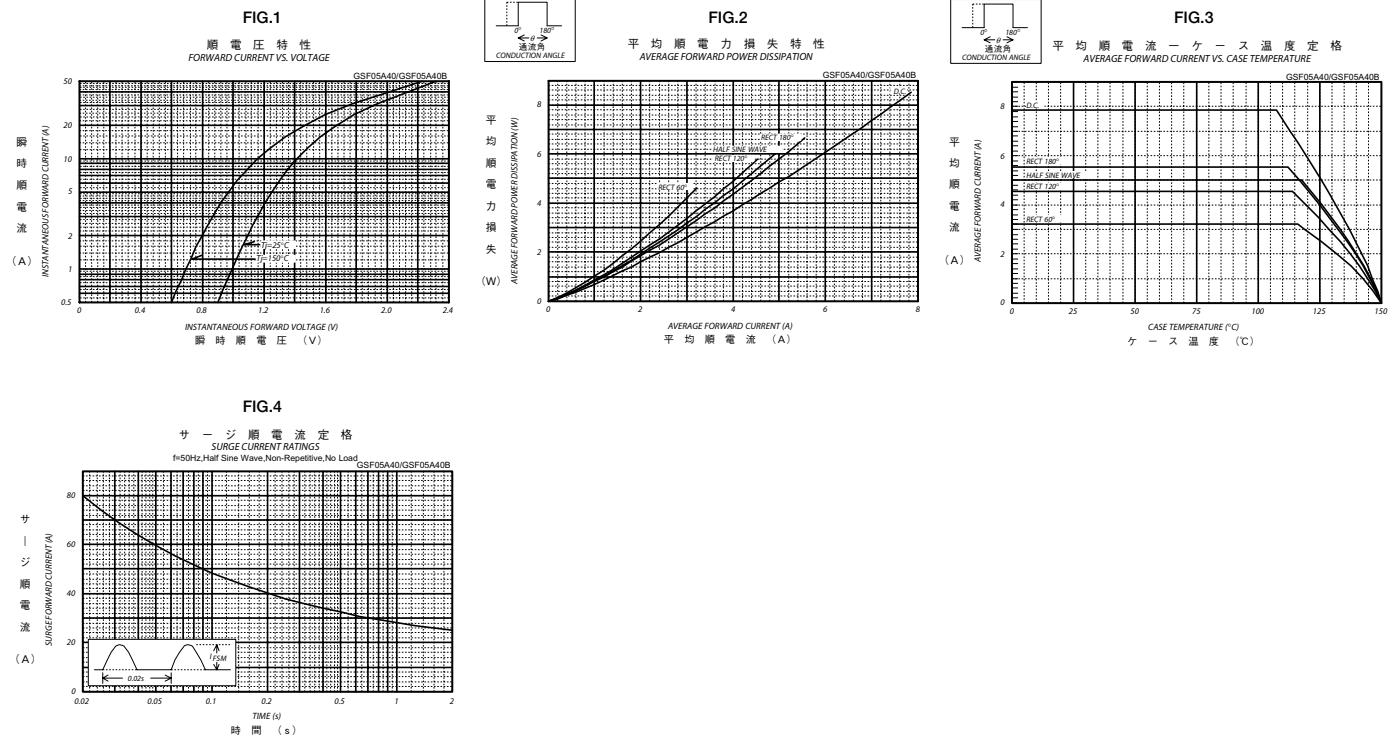 FIG.1
順 電 圧 特 性
FORWARD CURRENT VS. VOLTAGE
GSF05A40/GSF05A40B
50
20
10
5
2
1
0.5
瞬 時 順 電 流 (A)
INSTANTANEOUS FORWARD CURRENT (A)
Tj=25°C
Tj=150°C
0 0.4 0.8 1.2 1.6 2.0 2.4
INSTANTANEOUS FORWARD VOLTAGE (V)
瞬 時 順 電 圧 (V)
0° 180°
θ
通流角
CONDUCTION ANGLE
FIG.2
平 均 順 電 力 損 失 特 性
AVERAGE FORWARD POWER DISSIPATION
GSF05A40/GSF05A40B
8
6
4
2
0
平 均 順 電 力 損 失 (W)
AVERAGE FORWARD POWER DISSIPATION (W)
D.C.
RECT 180°
HALF SINE WAVE
RECT 120°
RECT 60°
0 2 4 6 8
AVERAGE FORWARD CURRENT (A)
平 均 順 電 流 (A)
0° 180°
θ
通流角
CONDUCTION ANGLE
FIG.3
平 均 順 電 流 ー ケ ー ス 温 度 定 格
AVERAGE FORWARD CURRENT VS. CASE TEMPERATURE
GSF05A40/GSF05A40B
8
6
4
2
0
平 均 順 電 流 (A)
AVERAGE FORWARD CURRENT (A)
D.C.
RECT 180°
HALF SINE WAVE
RECT 120°
RECT 60°
0 25 50 75 100 125 150
CASE TEMPERATURE (°C)
ケ ー ス 温 度 (℃)
FIG.4
サ ー ジ 順 電 流 定 格
SURGE CURRENT RATINGS
f=50Hz,Half Sine Wave,Non-Repetitive,No Load
GSF05A40/GSF05A40B
80
60
40
20
0
サ ー ジ 順 電 流 (A)
SURGE FORWARD CURRENT (A)
IFSM
0.02s
0.02 0.05 0.1 0.2 0.5 1 2
TIME (s)
時 間 (s)